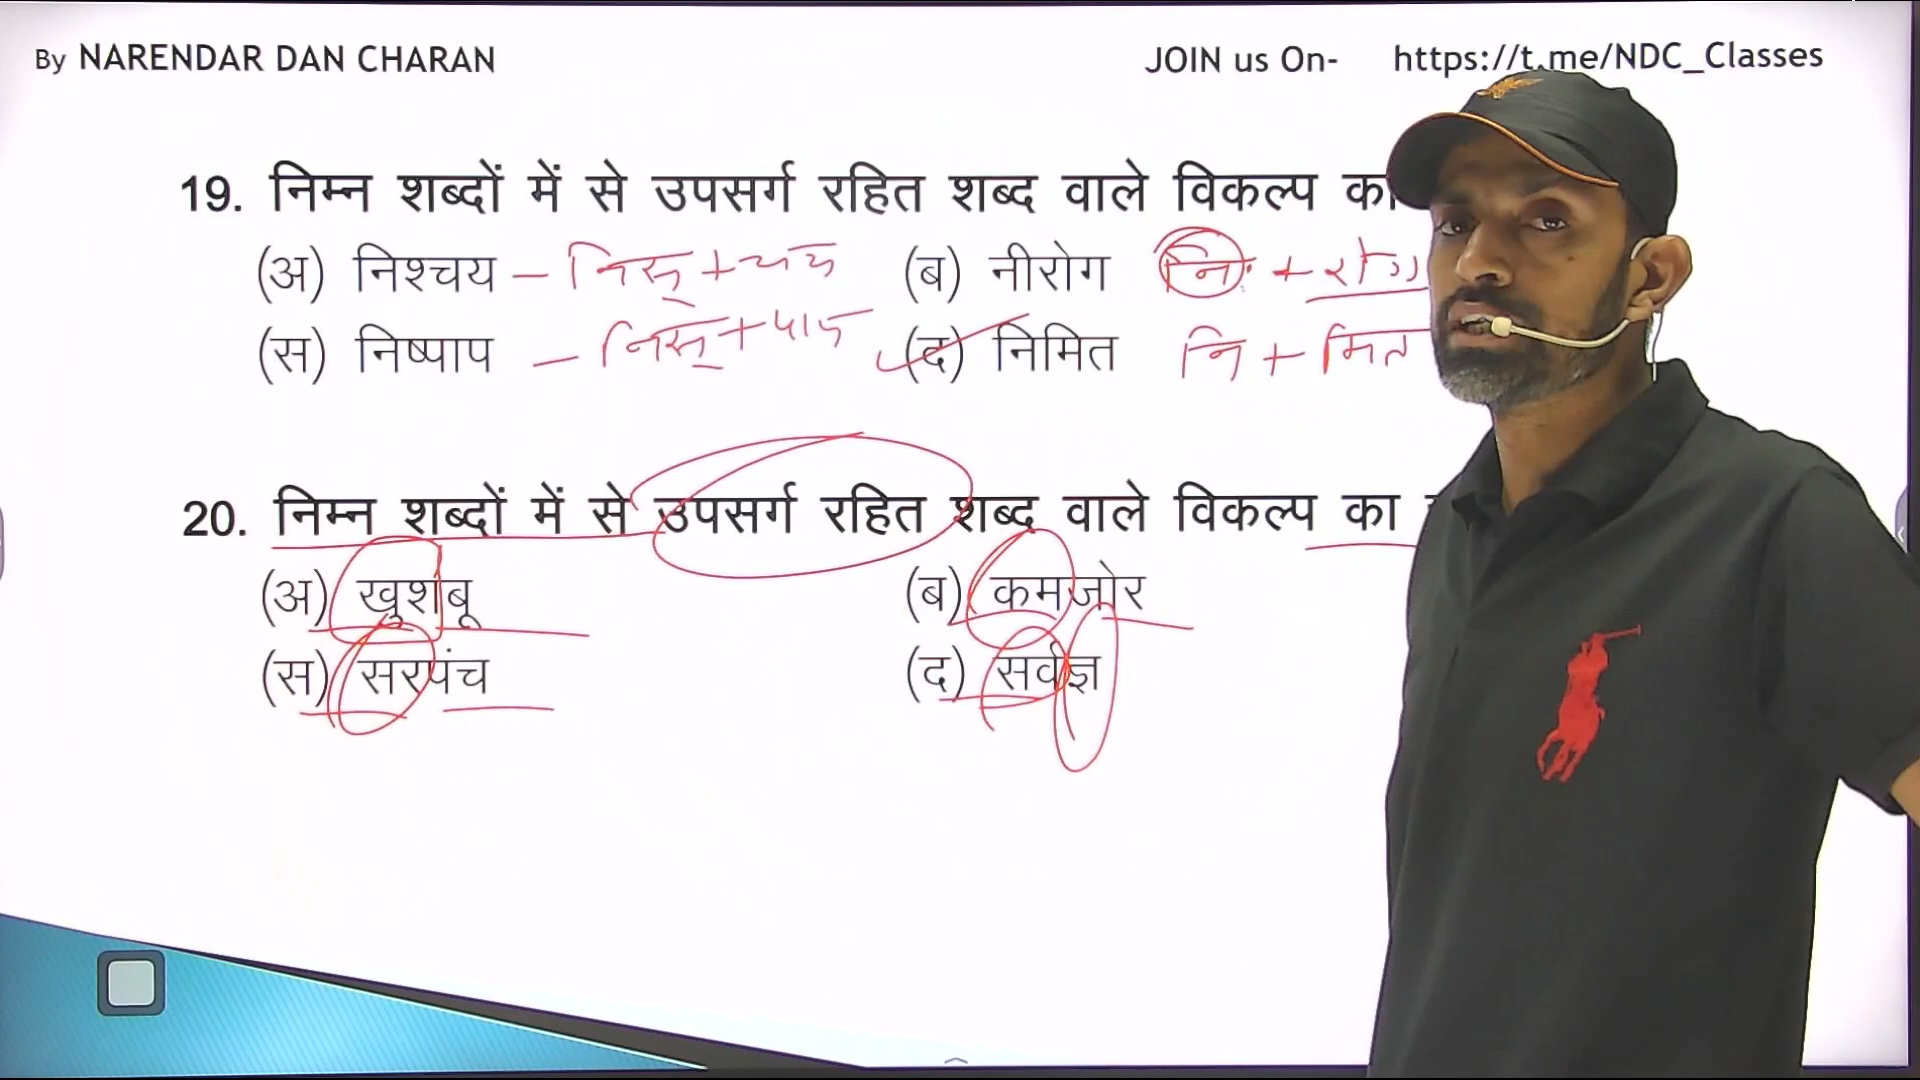 By NARENDAR DAN CHARAN JOIN us On- https://t.me/NDC_Classes
19. निम्न शब्दों में से उपसर्ग रहित शब्द वाले विकल्प का
(अ) निश्चय – निस् + चय (ब) नीरोग नि: + रोग
(स) निष्पाप – निस् + पाप (द) निमित नि + मित
20. निम्न शब्दों में से उपसर्ग रहित शब्द वाले विकल्प का
(अ) खुशबू (ब) कमजोर
(स) सरपंच (द) सर्वज्ञ